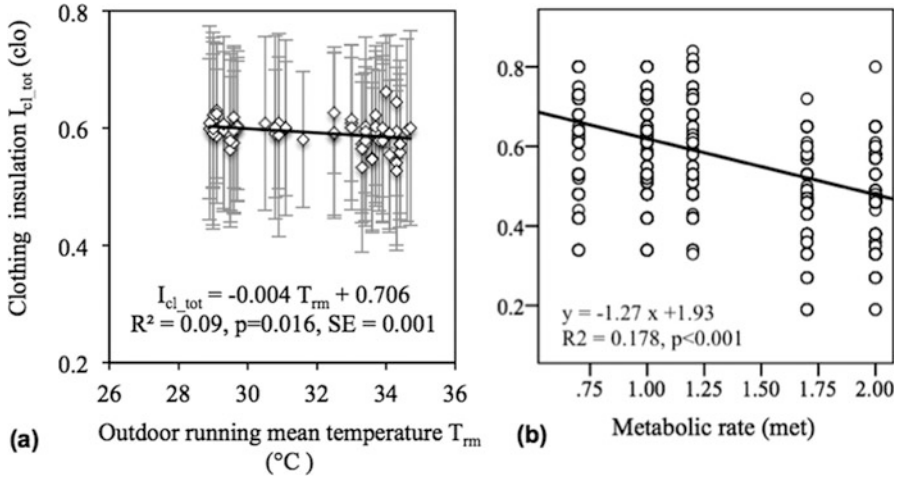 Clothing insulation I_cl_tot (clo)
0.8
0.6
0.4
0.2
26 28 30 32 34 36
I_cl_tot = -0.004 T_rm + 0.706
R² = 0.09, p=0.016, SE = 0.001
(a) Outdoor running mean temperature T_rm
(°C )
0.8
0.6
0.4
0.2
y = -1.27 x +1.93
R2 = 0.178, p<0.001
.75 1.00 1.25 1.50 1.75 2.00
(b) Metabolic rate (met)